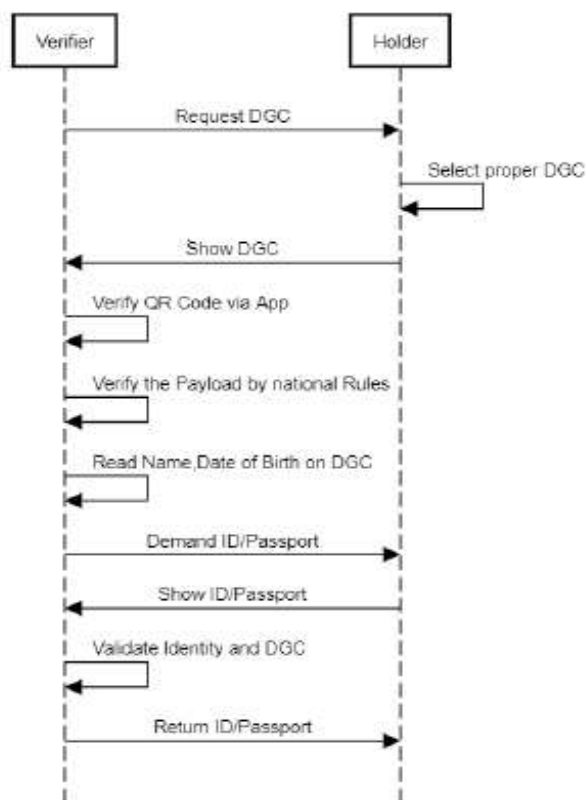 Verifier
Holder
Request DGC
Select proper DGC
Show DGC
Verify QR Code via App
Verify the Payload by national Rules
Read Name,Date of Birth on DGC
Demand ID/Passport
Show ID/Passport
Validate Identity and DGC
Return ID/Passport